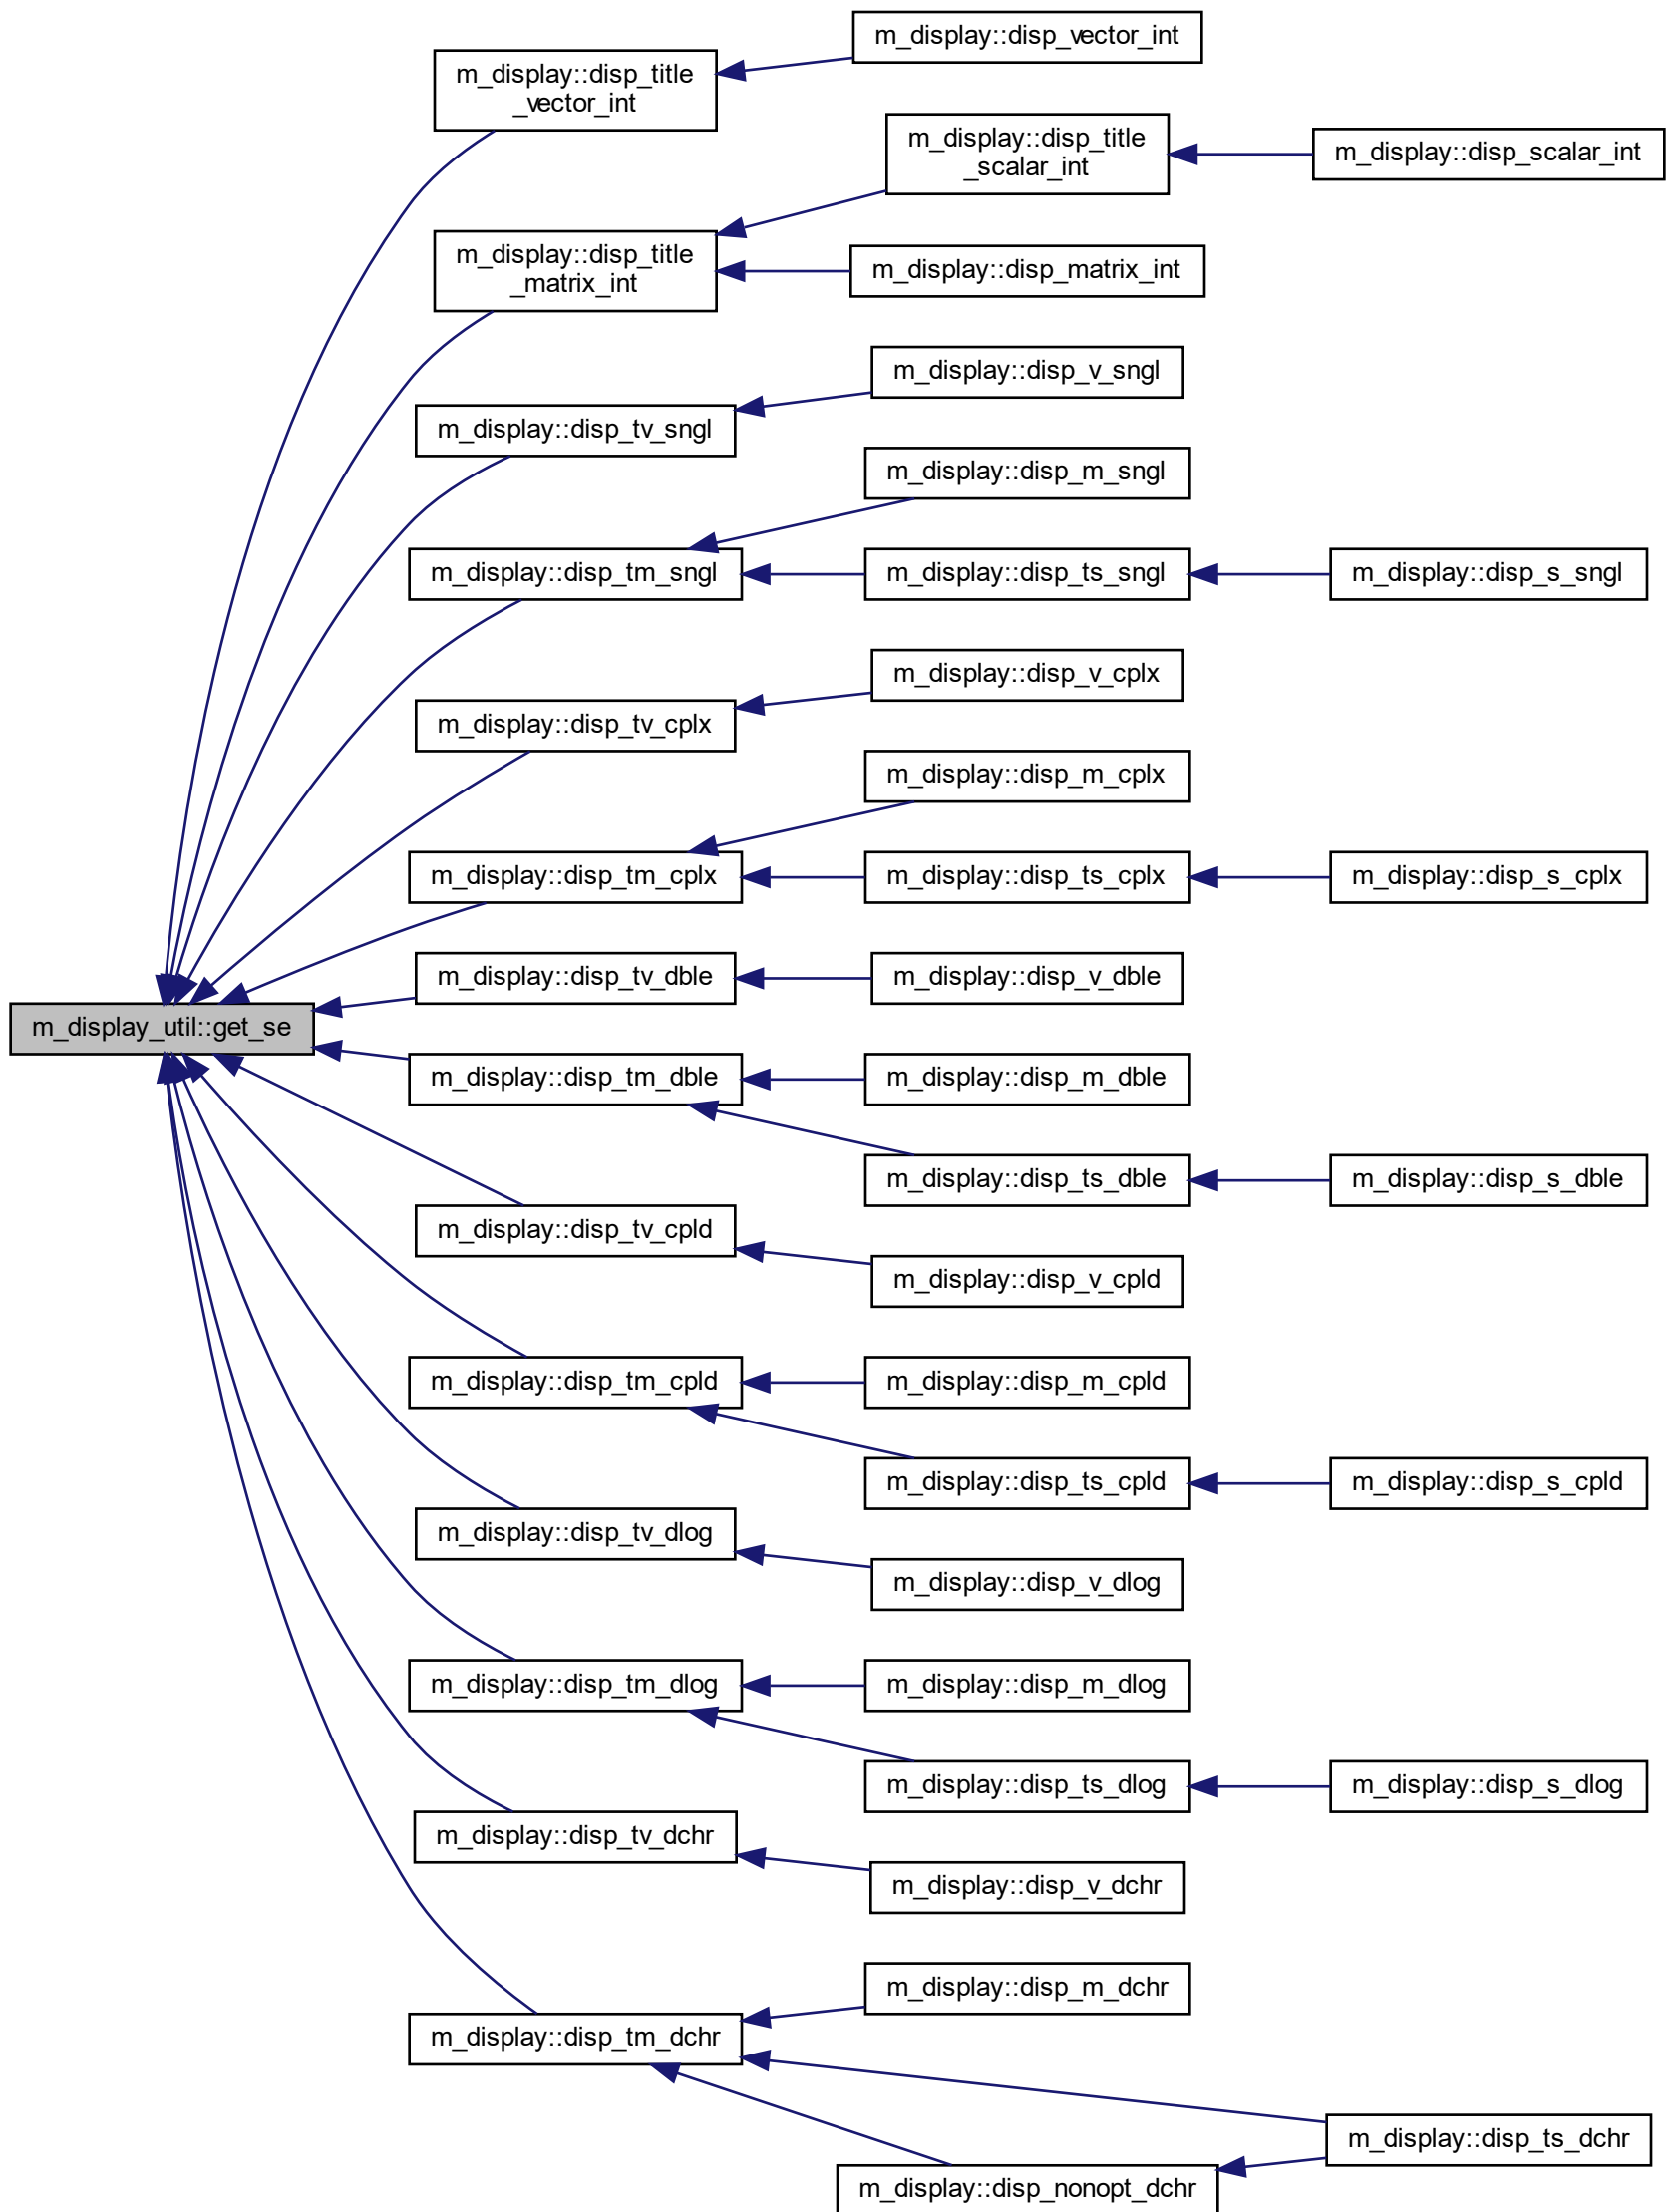 m_display::disp_vector_int
m_display::disp_title
_vector_int
m_display::disp_title
_scalar_int
m_display::disp_scalar_int
m_display::disp_title
_matrix_int
m_display::disp_matrix_int
m_display::disp_v_sngl
m_display::disp_tv_sngl
m_display::disp_m_sngl
m_display::disp_tm_sngl
m_display::disp_ts_sngl
m_display::disp_s_sngl
m_display::disp_v_cplx
m_display::disp_tv_cplx
m_display::disp_m_cplx
m_display::disp_tm_cplx
m_display::disp_ts_cplx
m_display::disp_s_cplx
m_display::disp_tv_dble
m_display::disp_v_dble
m_display_util::get_se
m_display::disp_tm_dble
m_display::disp_m_dble
m_display::disp_ts_dble
m_display::disp_s_dble
m_display::disp_tv_cpld
m_display::disp_v_cpld
m_display::disp_tm_cpld
m_display::disp_m_cpld
m_display::disp_ts_cpld
m_display::disp_s_cpld
m_display::disp_tv_dlog
m_display::disp_v_dlog
m_display::disp_tm_dlog
m_display::disp_m_dlog
m_display::disp_ts_dlog
m_display::disp_s_dlog
m_display::disp_tv_dchr
m_display::disp_v_dchr
m_display::disp_m_dchr
m_display::disp_tm_dchr
m_display::disp_ts_dchr
m_display::disp_nonopt_dchr